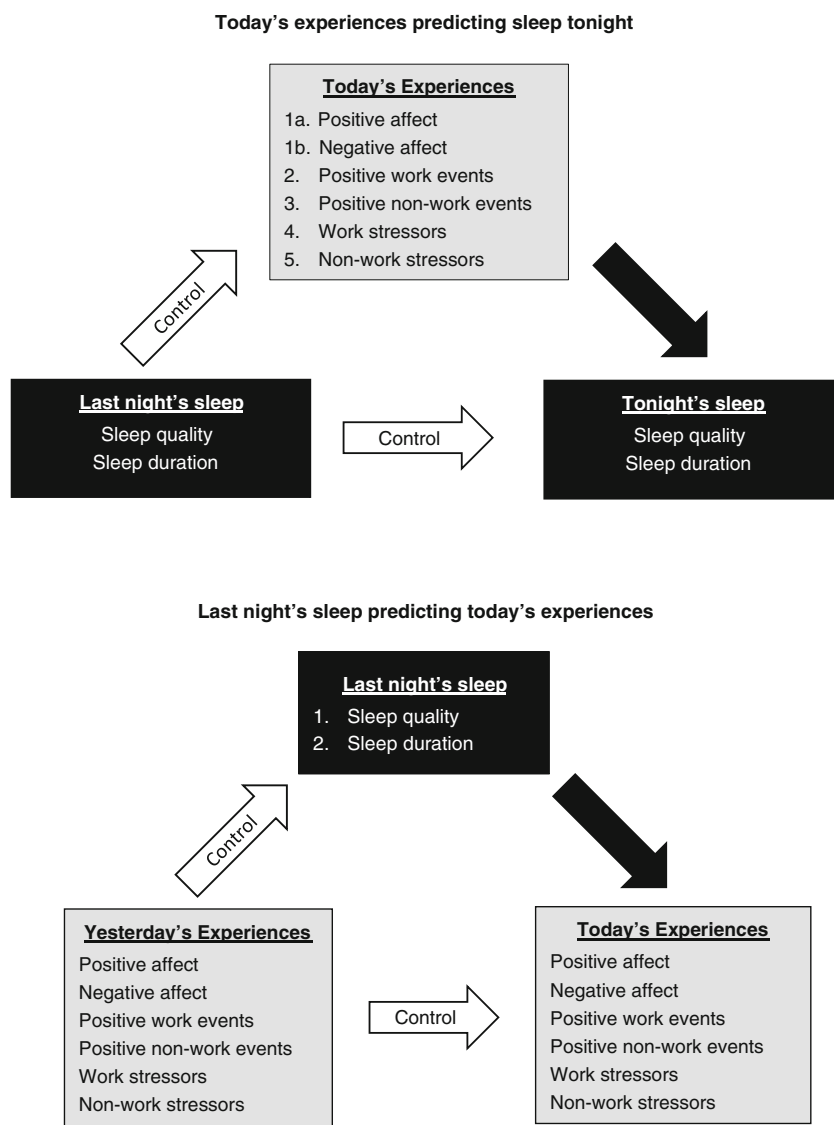 Today's experiences predicting sleep tonight
Today's Experiences
1a. Positive affect
1b. Negative affect
2. Positive work events
3. Positive non-work events
4. Work stressors
5. Non-work stressors
Control
Last night's sleep
Sleep quality
Sleep duration
Control
Tonight's sleep
Sleep quality
Sleep duration
Last night's sleep predicting today's experiences
Last night's sleep
1. Sleep quality
2. Sleep duration
Control
Yesterday's Experiences
Positive affect
Negative affect
Positive work events
Positive non-work events
Work stressors
Non-work stressors
Control
Today's Experiences
Positive affect
Negative affect
Positive work events
Positive non-work events
Work stressors
Non-work stressors